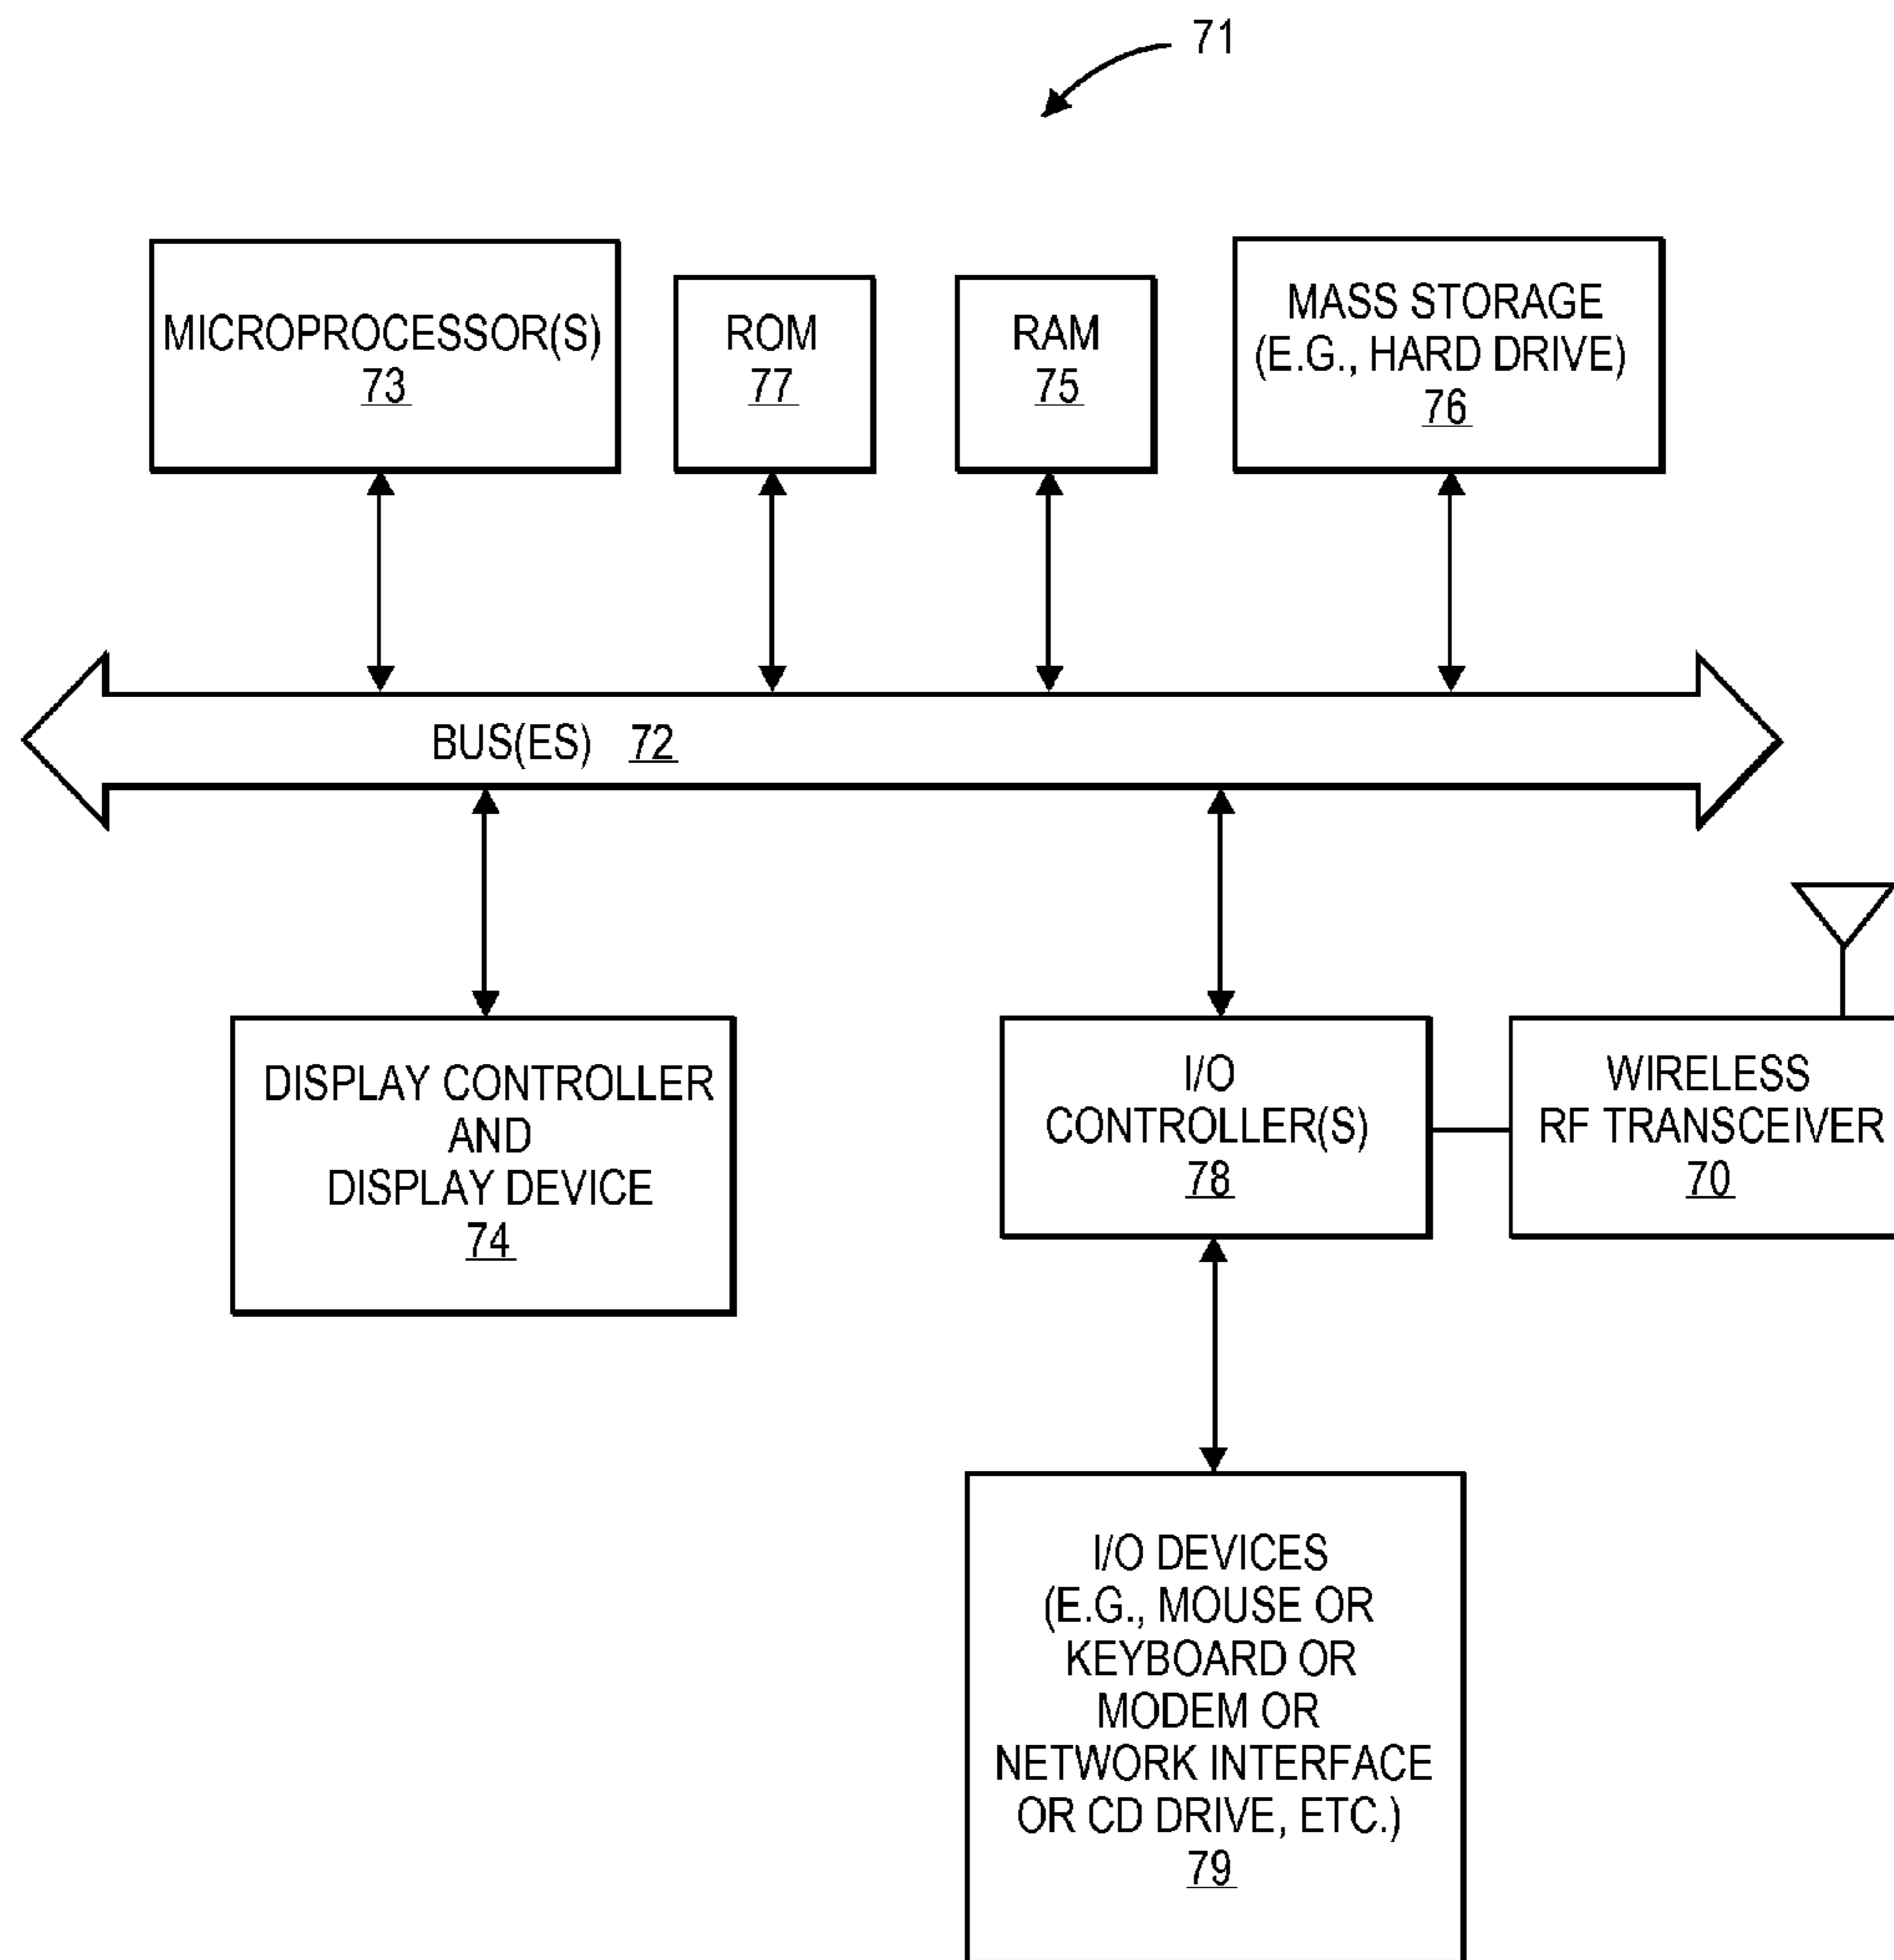 71
MICROPROCESSOR(S)
73
ROM
77
RAM
75
MASS STORAGE
(E.G., HARD DRIVE)
76
BUS(ES) 72
DISPLAY CONTROLLER
AND
DISPLAY DEVICE
74
I/O
CONTROLLER(S)
78
WIRELESS
RF TRANSCEIVER
70
I/O DEVICES
(E.G., MOUSE OR
KEYBOARD OR
MODEM OR
NETWORK INTERFACE
OR CD DRIVE, ETC.)
79